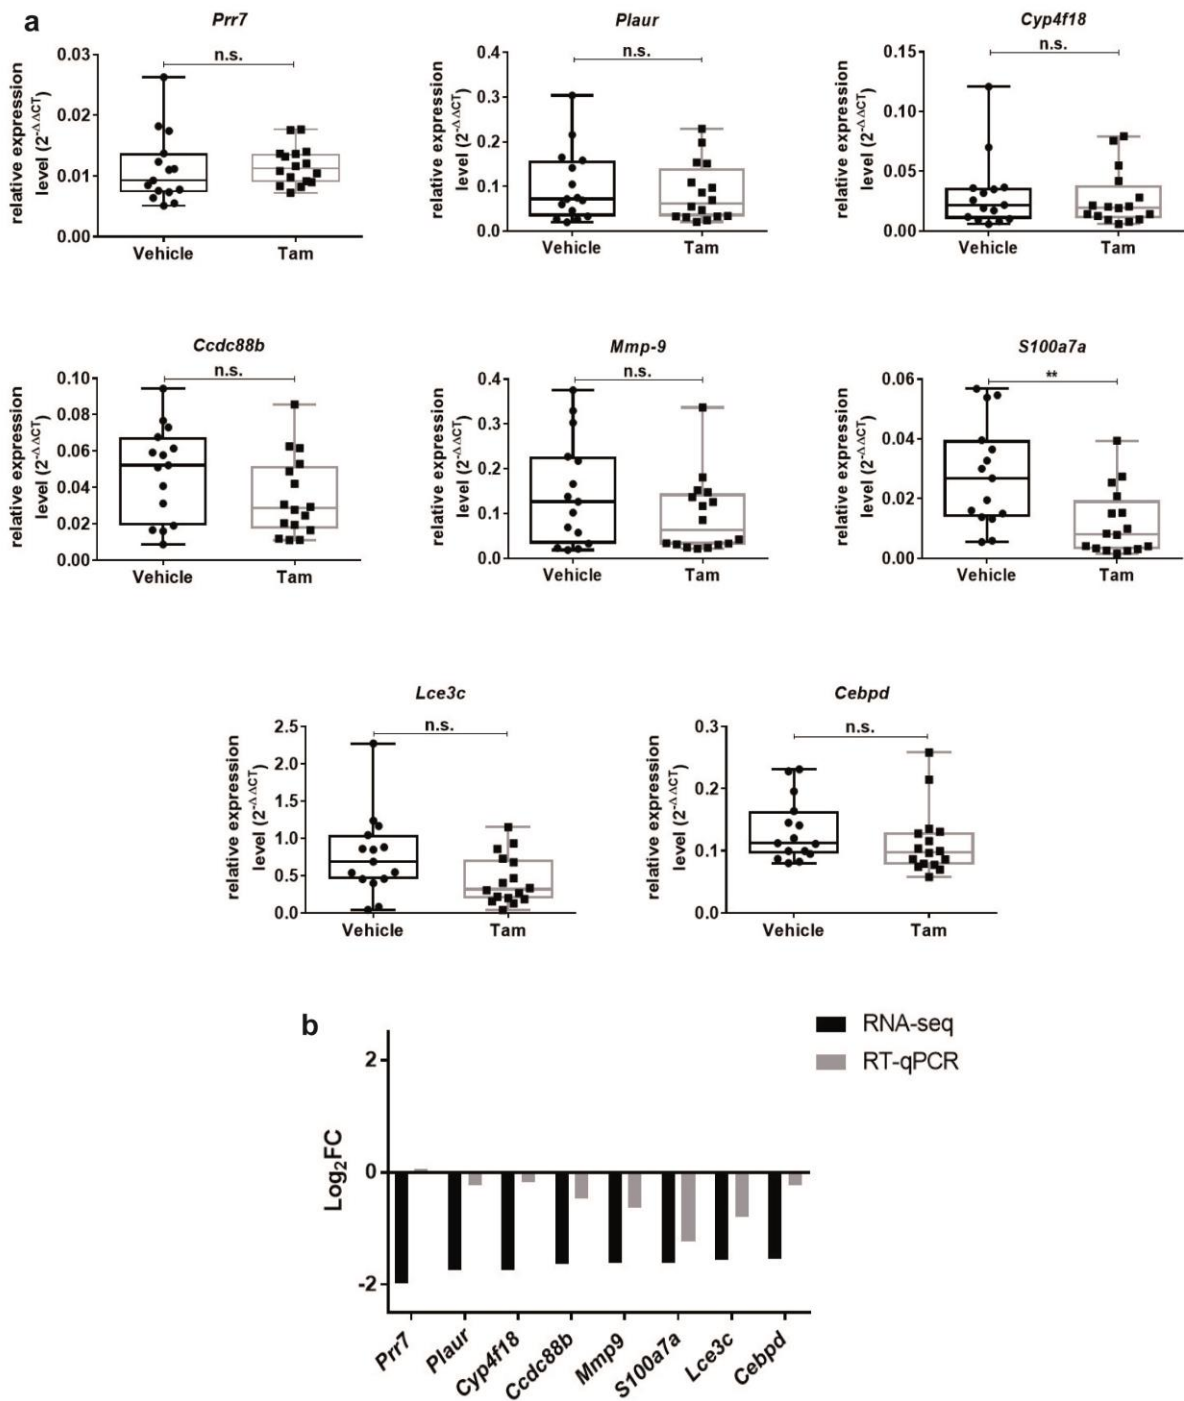 a
Prr7
Plaur
Cyp4f18
relative expression
level (2-ΔΔCT)
0.03
0.02
0.01
0.00
n.s.
Vehicle
Tam
relative expression
level (2-ΔΔCT)
0.4
0.3
0.2
0.1
0.0
n.s.
Vehicle
Tam
relative expression
level (2-ΔΔCT)
0.15
0.10
0.05
0.00
n.s.
Vehicle
Tam
Ccdc88b
Mmp-9
S100a7a
relative expression
level (2-ΔΔCT)
0.10
0.08
0.06
0.04
0.02
0.00
n.s.
Vehicle
Tam
relative expression
level (2-ΔΔCT)
0.4
0.3
0.2
0.1
0.0
n.s.
Vehicle
Tam
relative expression
level (2-ΔΔCT)
0.06
0.04
0.02
0.00
**
Vehicle
Tam
Lce3c
Cebpd
relative expression
level (2-ΔΔCT)
2.5
2.0
1.5
1.0
0.5
0.0
n.s.
Vehicle
Tam
relative expression
level (2-ΔΔCT)
0.3
0.2
0.1
0.0
n.s.
Vehicle
Tam
b
RNA-seq
RT-qPCR
Log2FC
2
0
-2
Prr7
Plaur
Cyp4f18
Ccdc88b
Mmp9
S100a7a
Lce3c
Cebpd